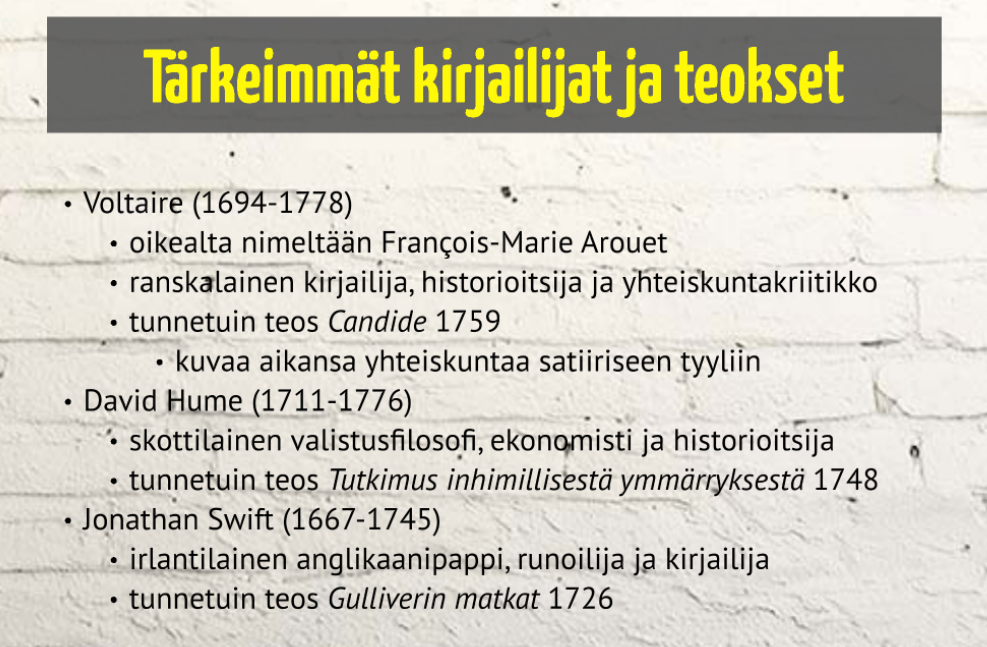 Tärkeimmät kirjailijat ja teokset
• Voltaire (1694-1778)
• oikealta nimeltään François-Marie Arouet
• ranskalainen kirjailija, historioitsija ja yhteiskuntakriitikko
• tunnetuin teos Candide 1759
• kuvaa aikansa yhteiskuntaa satiiriseen tyyliin
• David Hume (1711-1776)
• skottilainen valistusfilosofi, ekonomisti ja historioitsija
• tunnetuin teos Tutkimus inhimillisestä ymmärryksestä 1748
• Jonathan Swift (1667-1745)
• irlantilainen anglikaanipappi, runoilija ja kirjailija
• tunnetuin teos Gulliverin matkat 1726